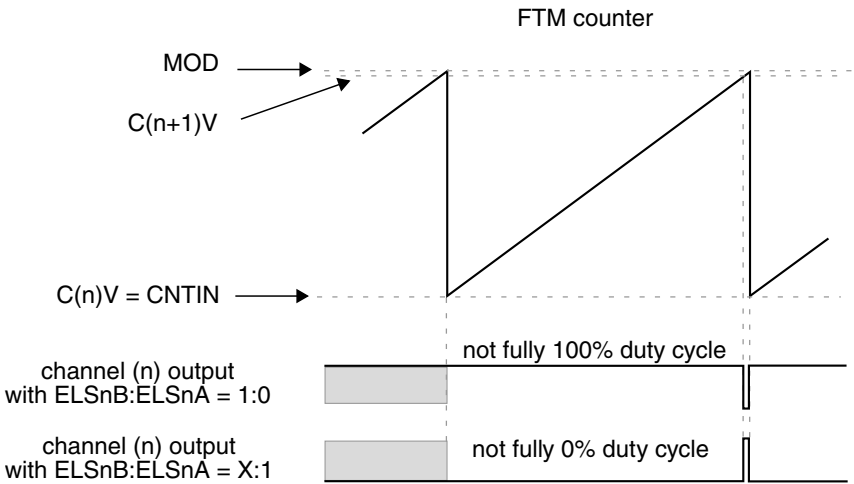 FTM counter
MOD
C(n+1)V
C(n)V = CNTIN
not fully 100% duty cycle
channel (n) output
with ELSnB:ELSnA = 1:0
not fully 0% duty cycle
channel (n) output
with ELSnB:ELSnA = X:1